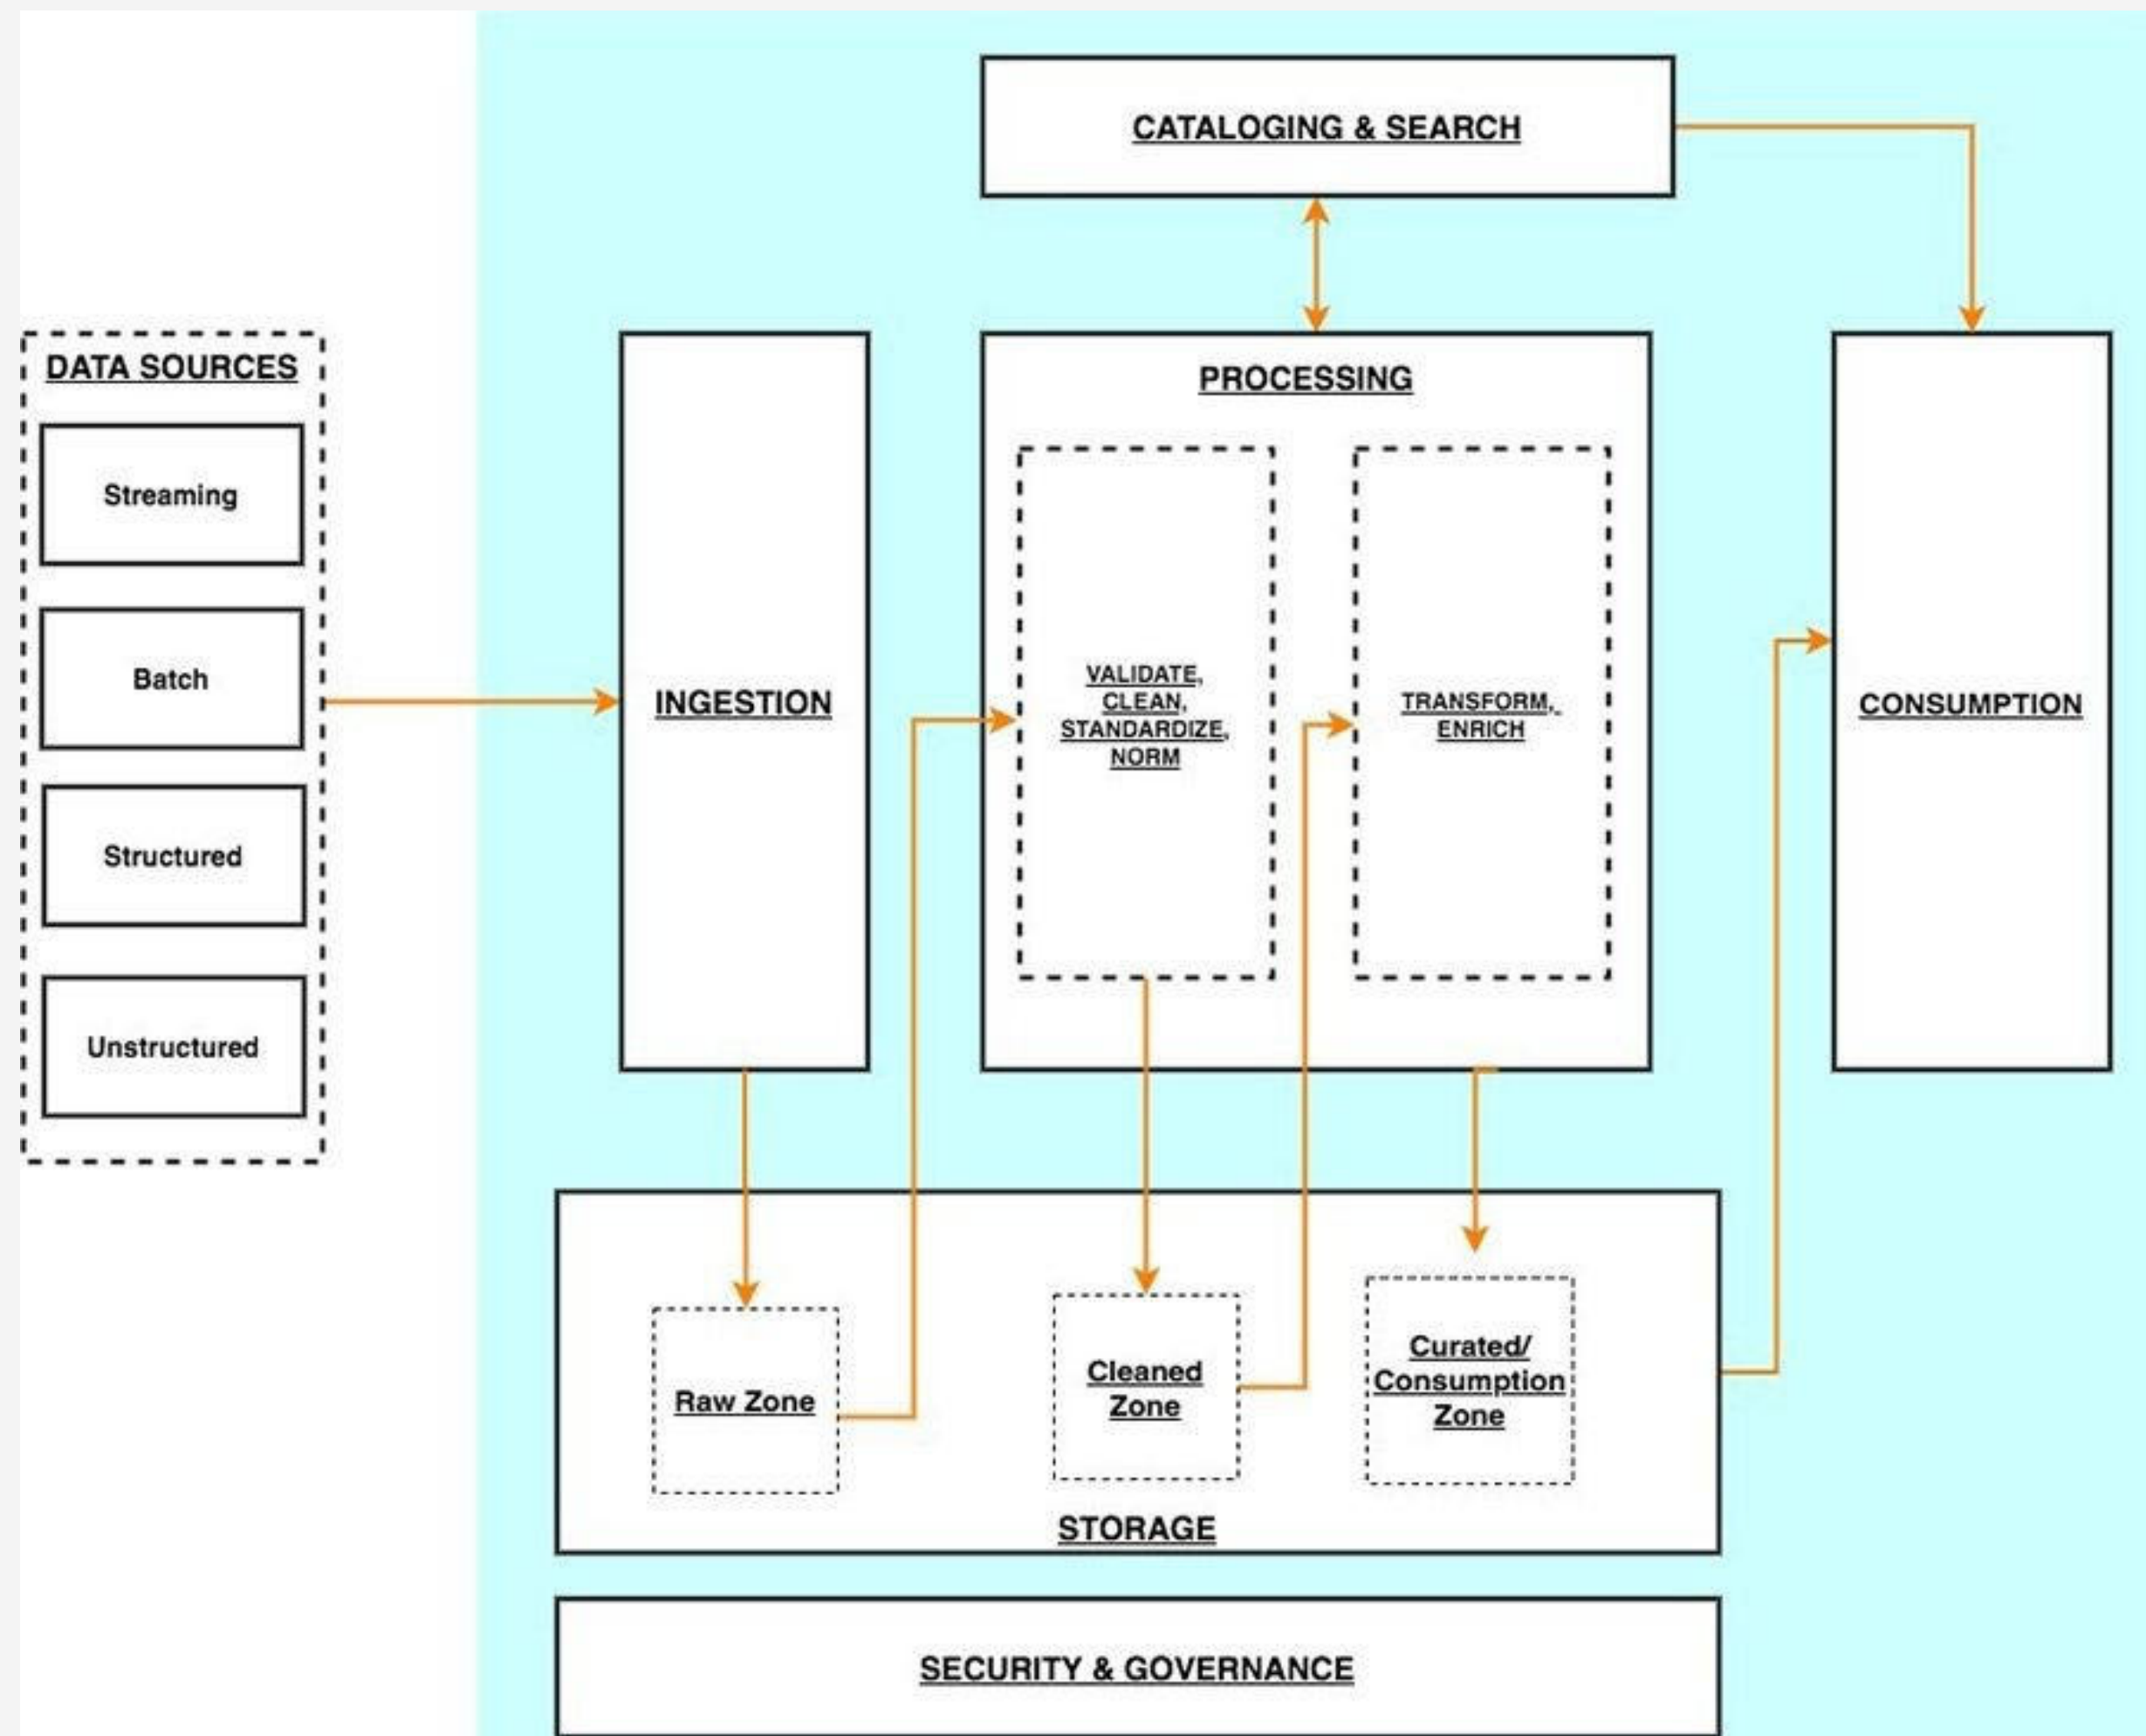 CATALOGING & SEARCH
DATA SOURCES
Streaming
Batch
Structured
Unstructured
INGESTION
PROCESSING
VALIDATE,
CLEAN,
STANDARDIZE,
NORM
TRANSFORM,
ENRICH
CONSUMPTION
Raw Zone
Cleaned
Zone
Curated/
Consumption
Zone
STORAGE
SECURITY & GOVERNANCE